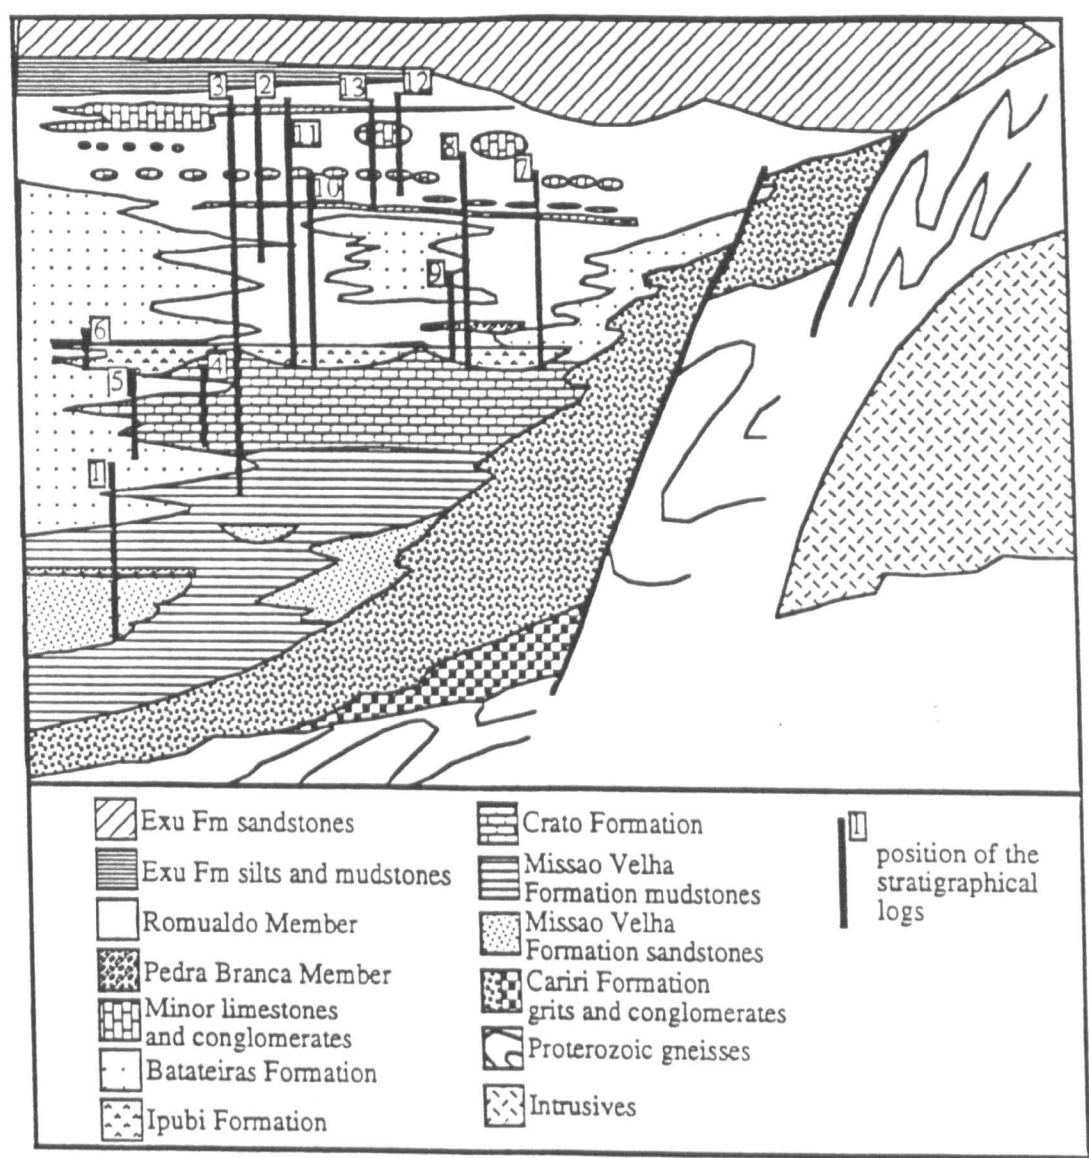 3
2
13
12
11
8
7
10
9
6
5
4
1
Exu Fm sandstones
Exu Fm silts and mudstones
Romualdo Member
Pedra Branca Member
Minor limestones
and conglomerates
Batateiras Formation
Ipubi Formation
Crato Formation
Missao Velha
Formation mudstones
Missao Velha
Formation sandstones
Cariri Formation
grits and conglomerates
Proterozoic gneisses
Intrusives
1
position of the
stratigraphical
logs